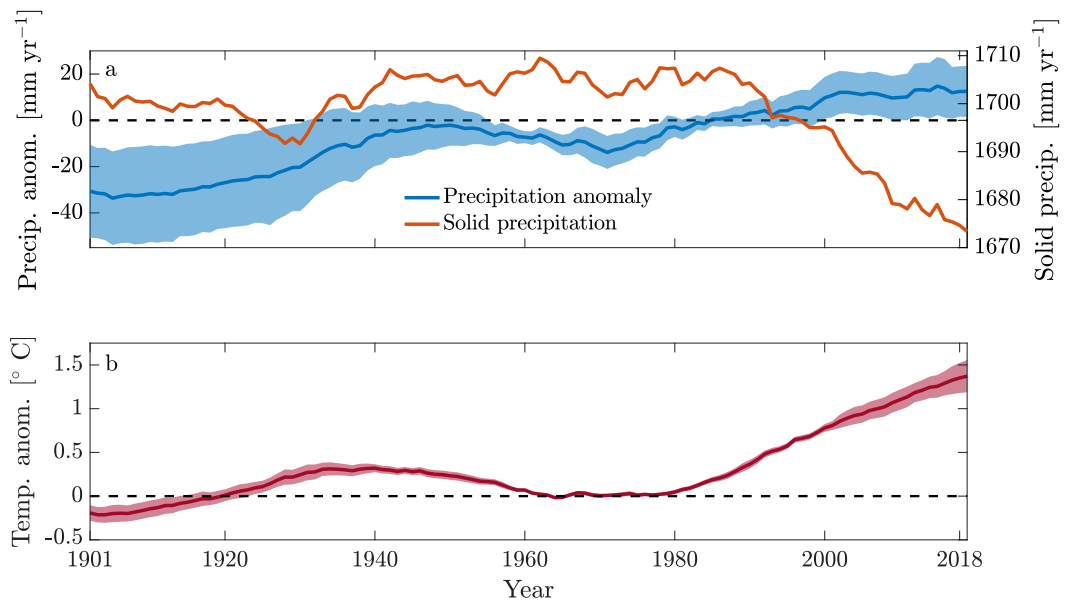 Precip. anom. [mm yr⁻¹]
20
0
-20
-40
a
Precipitation anomaly
Solid precipitation
1710
1700
1690
1680
1670
Solid precip. [mm yr⁻¹]
Temp. anom. [° C]
1.5
1
0.5
0
-0.5
b
1901
1920
1940
1960
1980
2000
2018
Year